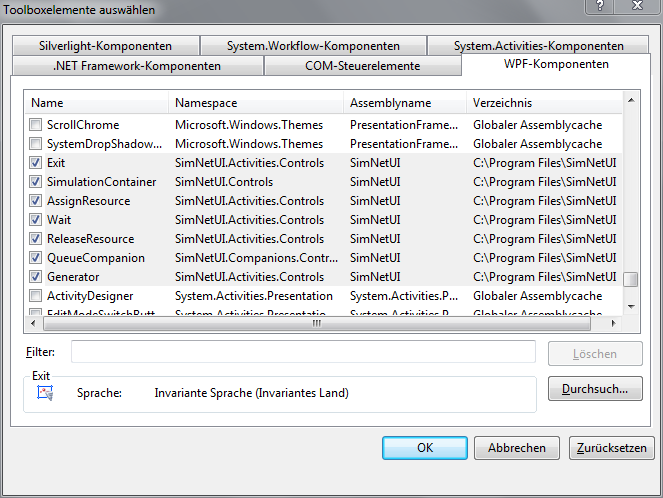 Toolboxelemente auswählen
Silverlight-Komponenten System.Workflow-Komponenten System.Activities-Komponenten
.NET Framework-Komponenten COM-Steuerelemente WPF-Komponenten
Name Namespace Assemblyname Verzeichnis
ScrollChrome Microsoft.Windows.Themes PresentationFrame... Globaler Assemblycache
SystemDropShadow... Microsoft.Windows.Themes PresentationFrame... Globaler Assemblycache
Exit SimNetUI.Activities.Controls SimNetUI C:\Program Files\SimNetUI
SimulationContainer SimNetUI.Controls SimNetUI C:\Program Files\SimNetUI
AssignResource SimNetUI.Activities.Controls SimNetUI C:\Program Files\SimNetUI
Wait SimNetUI.Activities.Controls SimNetUI C:\Program Files\SimNetUI
ReleaseResource SimNetUI.Activities.Controls SimNetUI C:\Program Files\SimNetUI
QueueCompanion SimNetUI.Companions.Contr... SimNetUI C:\Program Files\SimNetUI
Generator SimNetUI.Activities.Controls SimNetUI C:\Program Files\SimNetUI
ActivityDesigner System.Activities.Presentation System.Activities.P... Globaler Assemblycache
EditModeSwitchButt... System.Activities.Presentatio... System.Activities.P... Globaler Assemblycache
Filter: Löschen
Exit
Sprache: Invariante Sprache (Invariantes Land) Durchsuch...
OK Abbrechen Zurücksetzen